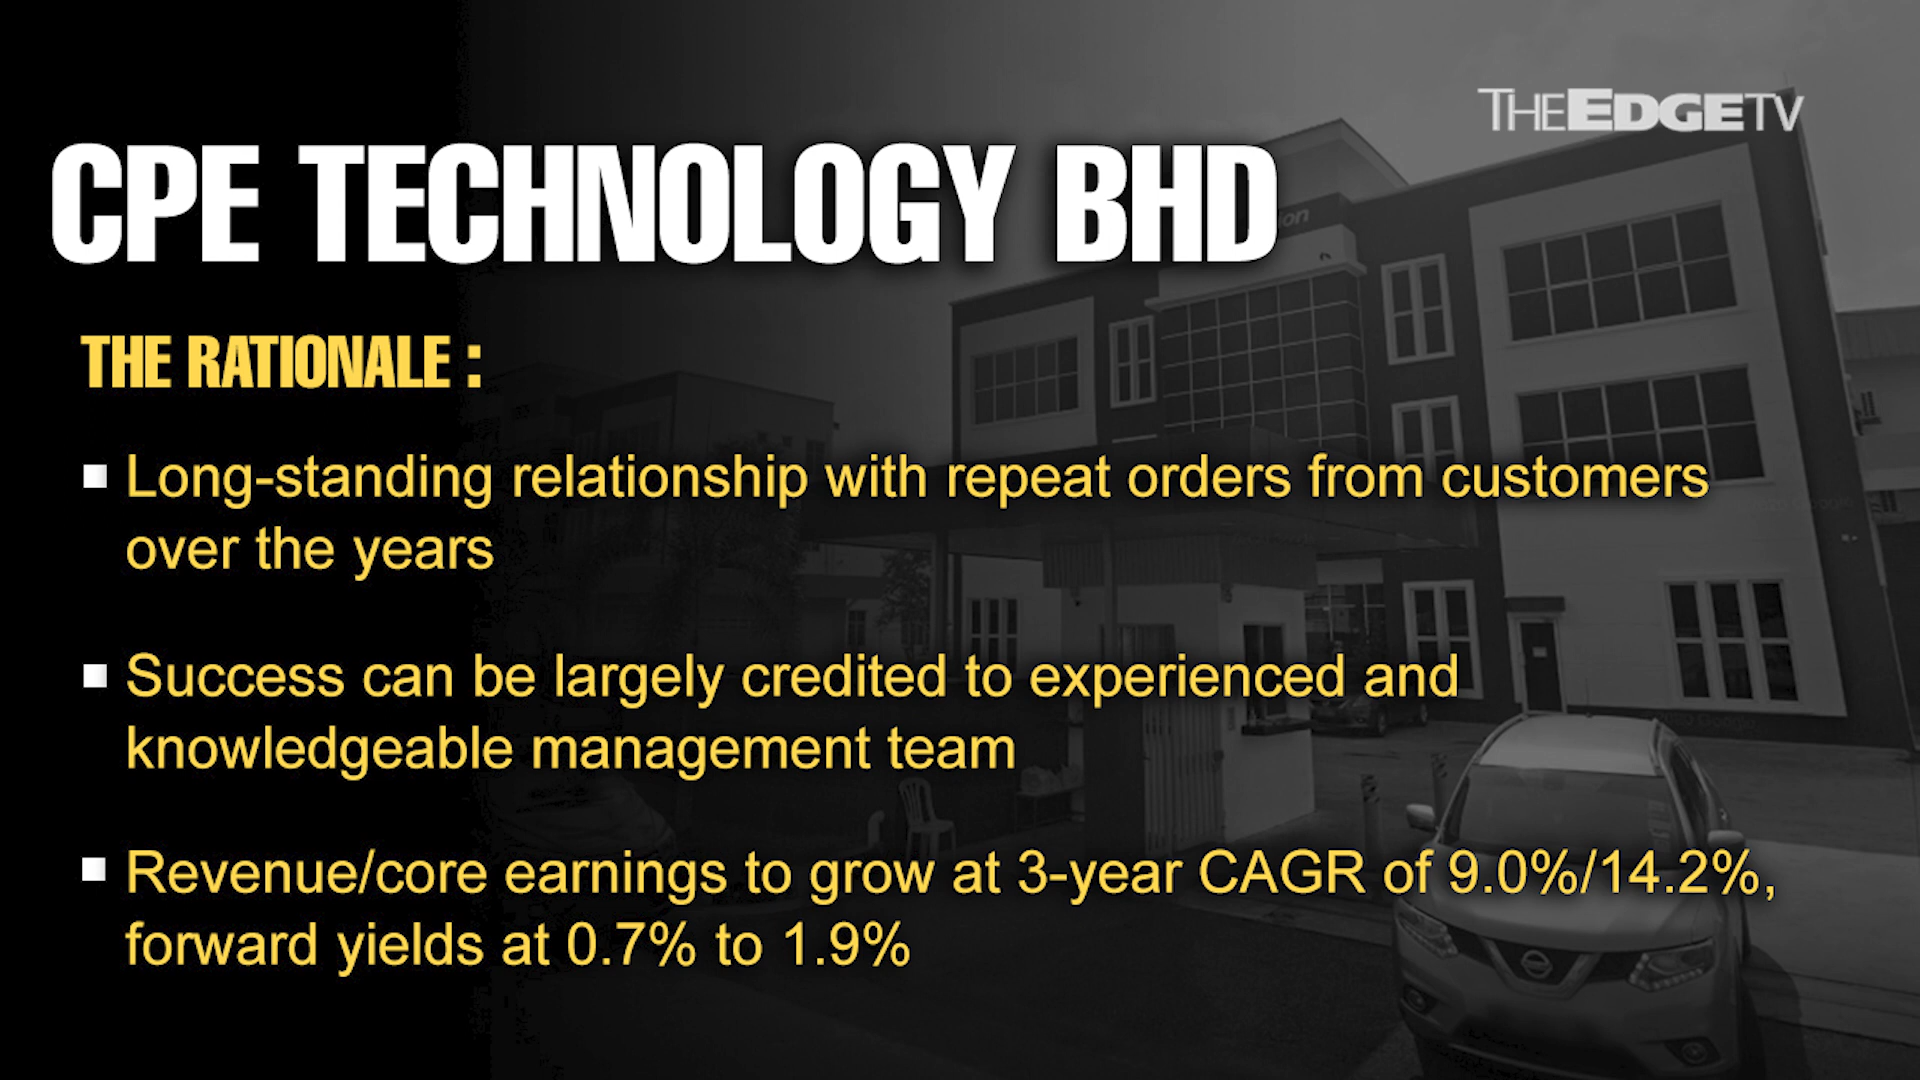 THEEDGETV
CPE TECHNOLOGY BHD
THE RATIONALE :
Long-standing relationship with repeat orders from customers
over the years
Success can be largely credited to experienced and
knowledgeable management team
Revenue/core earnings to grow at 3-year CAGR of 9.0%/14.2%,
forward yields at 0.7% to 1.9%